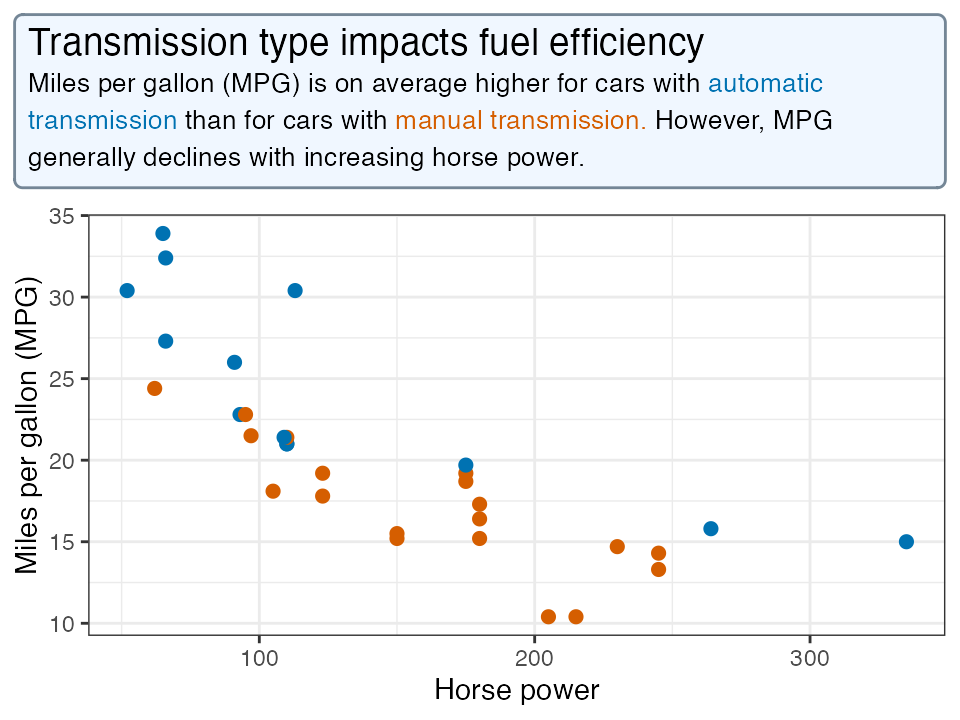 Transmission type impacts fuel efficiency
Miles per gallon (MPG) is on average higher for cars with automatic
transmission than for cars with manual transmission. However, MPG
generally declines with increasing horse power.
35
30
25
20
15
10
Miles per gallon (MPG)
100 200 300
Horse power